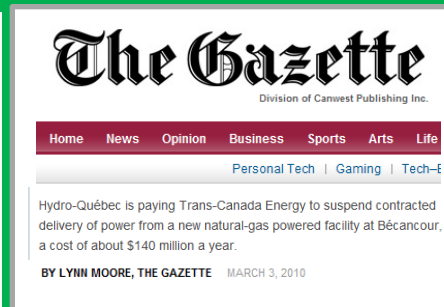 The Gazette
Division of Canwest Publishing Inc.
Home News Opinion Business Sports Arts Life
Personal Tech | Gaming | Tech–
Hydro-Québec is paying Trans-Canada Energy to suspend contracted
delivery of power from a new natural-gas powered facility at Bécancour,
a cost of about $140 million a year.
BY LYNN MOORE, THE GAZETTE MARCH 3, 2010